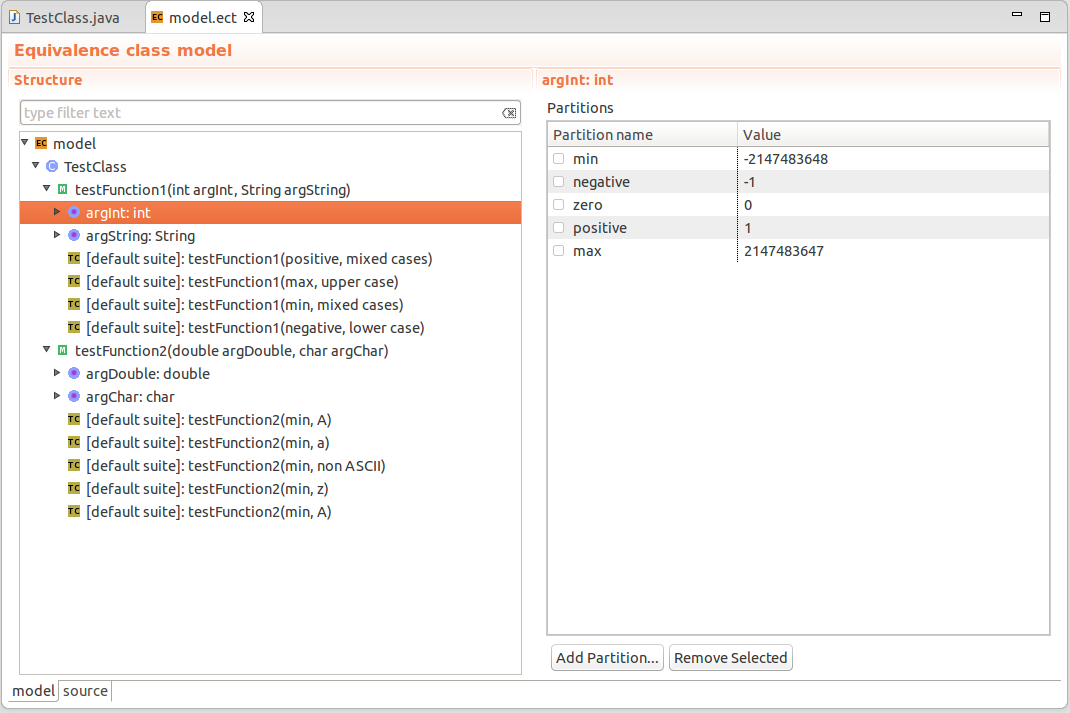 TestClass.java
EC model.ect
Equivalence class model
Structure
type filter text
EC model
C TestClass
M testFunction1(int argInt, String argString)
argInt: int
argString: String
TC [default suite]: testFunction1(positive, mixed cases)
TC [default suite]: testFunction1(max, upper case)
TC [default suite]: testFunction1(min, mixed cases)
TC [default suite]: testFunction1(negative, lower case)
M testFunction2(double argDouble, char argChar)
argDouble: double
argChar: char
TC [default suite]: testFunction2(min, A)
TC [default suite]: testFunction2(min, a)
TC [default suite]: testFunction2(min, non ASCII)
TC [default suite]: testFunction2(min, z)
TC [default suite]: testFunction2(min, A)
argInt: int
Partitions
Partition name Value
min -2147483648
negative -1
zero 0
positive 1
max 2147483647
Add Partition... Remove Selected
model source